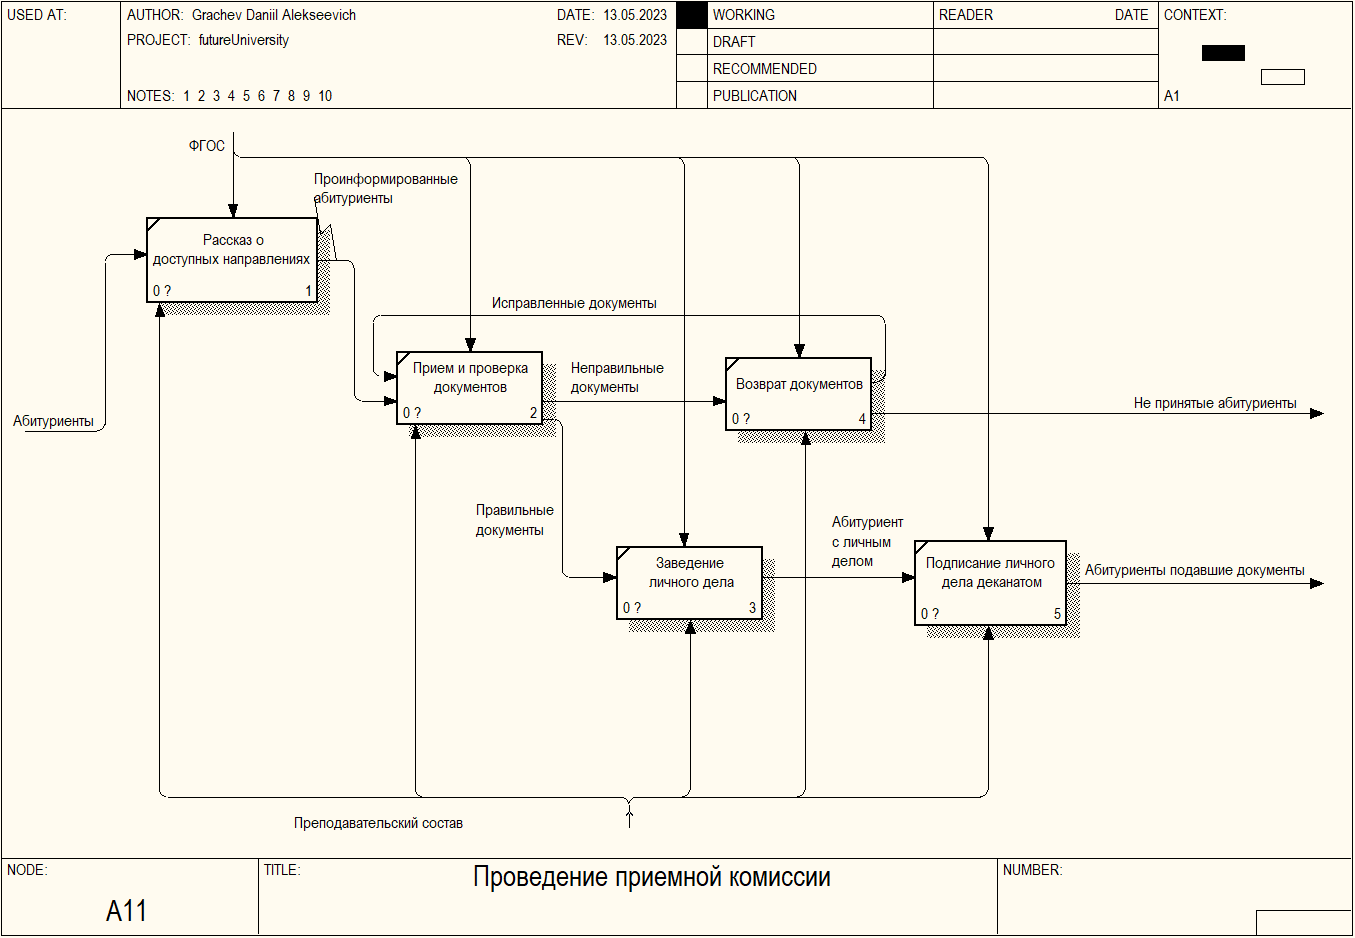 USED AT:
AUTHOR: Grachev Daniil Alekseevich
DATE: 13.05.2023
PROJECT: futureUniversity
REV: 13.05.2023
NOTES: 1 2 3 4 5 6 7 8 9 10
WORKING
DRAFT
RECOMMENDED
PUBLICATION
READER
DATE
CONTEXT:
A1
ФГОС
Проинформированные
абитуриенты
Рассказ о
доступных направлениях
0 ?
1
Исправленные документы
Прием и проверка
документов
0 ?
2
Неправильные
документы
Возврат документов
0 ?
4
Не принятые абитуриенты
Абитуриенты
Правильные
документы
Абитуриент
с личным
делом
Заведение
личного дела
0 ?
3
Подписание личного
дела деканатом
0 ?
5
Абитуриенты подавшие документы
Преподавательский состав
NODE:
A11
TITLE:
Проведение приемной комиссии
NUMBER: